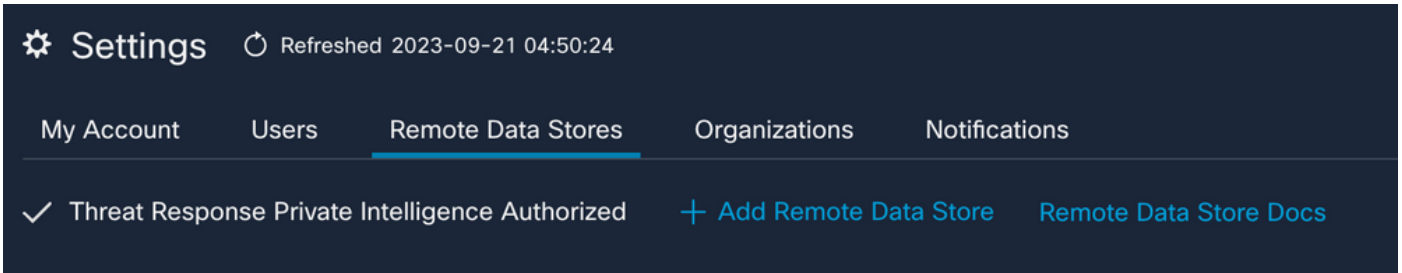 Settings Refreshed 2023-09-21 04:50:24
My Account Users Remote Data Stores Organizations Notifications
Threat Response Private Intelligence Authorized + Add Remote Data Store Remote Data Store Docs